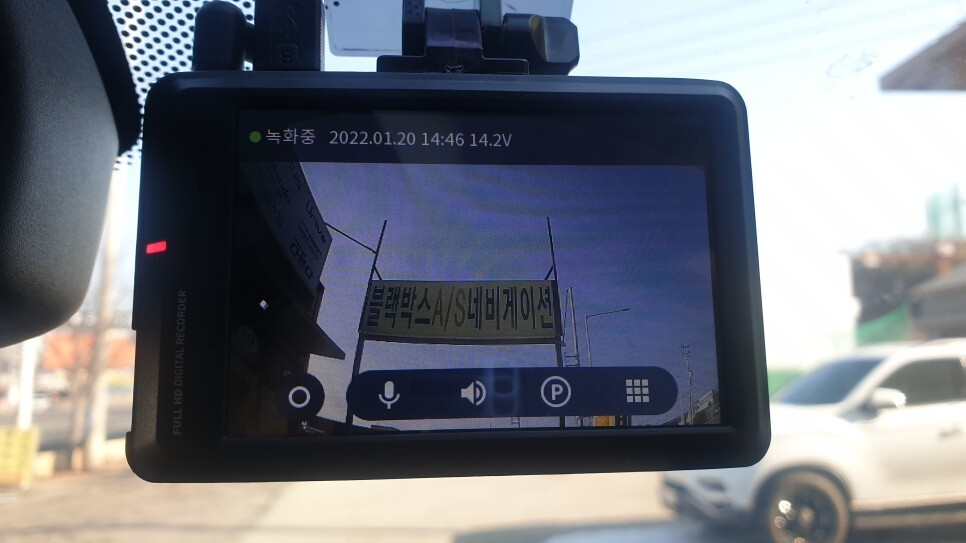 녹화중 2022.01.20 14:46 14.2V
블랙박스A/S네비게이션
P
FULL HD DIGITAL RECORDER